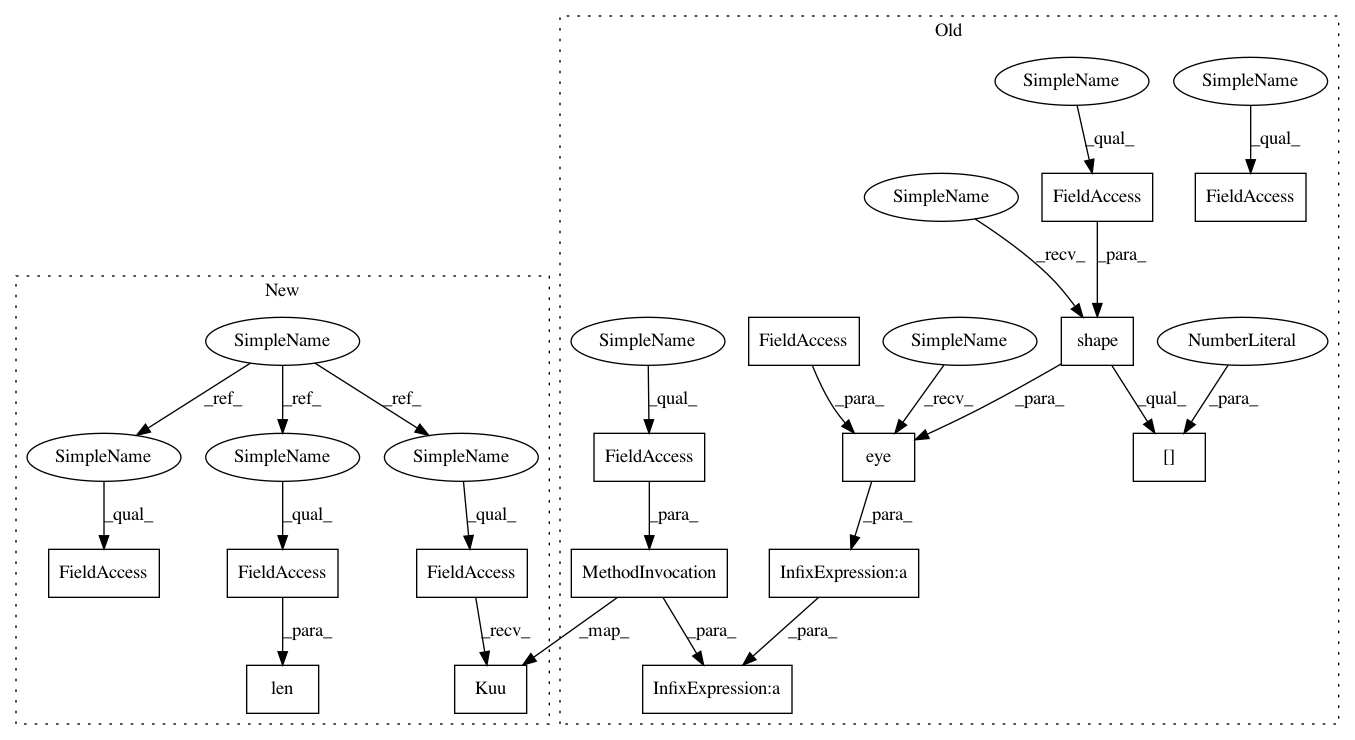 Old
SimpleName SimpleName
_qual_ _qual_
SimpleName FieldAccess FieldAccess
_recv_ _para_
New
SimpleName SimpleName FieldAccess SimpleName shape NumberLiteral
_ref_ _ref_ _ref_ _qual_ _para_ _recv_ _para_ _qual_ _para_
SimpleName SimpleName SimpleName FieldAccess eye []
_qual_ _qual_ _qual_ _para_ _para_
FieldAccess FieldAccess FieldAccess MethodInvocation InfixExpression:a
_para_ _recv_ _map_ _para_ _para_
len Kuu InfixExpression:a